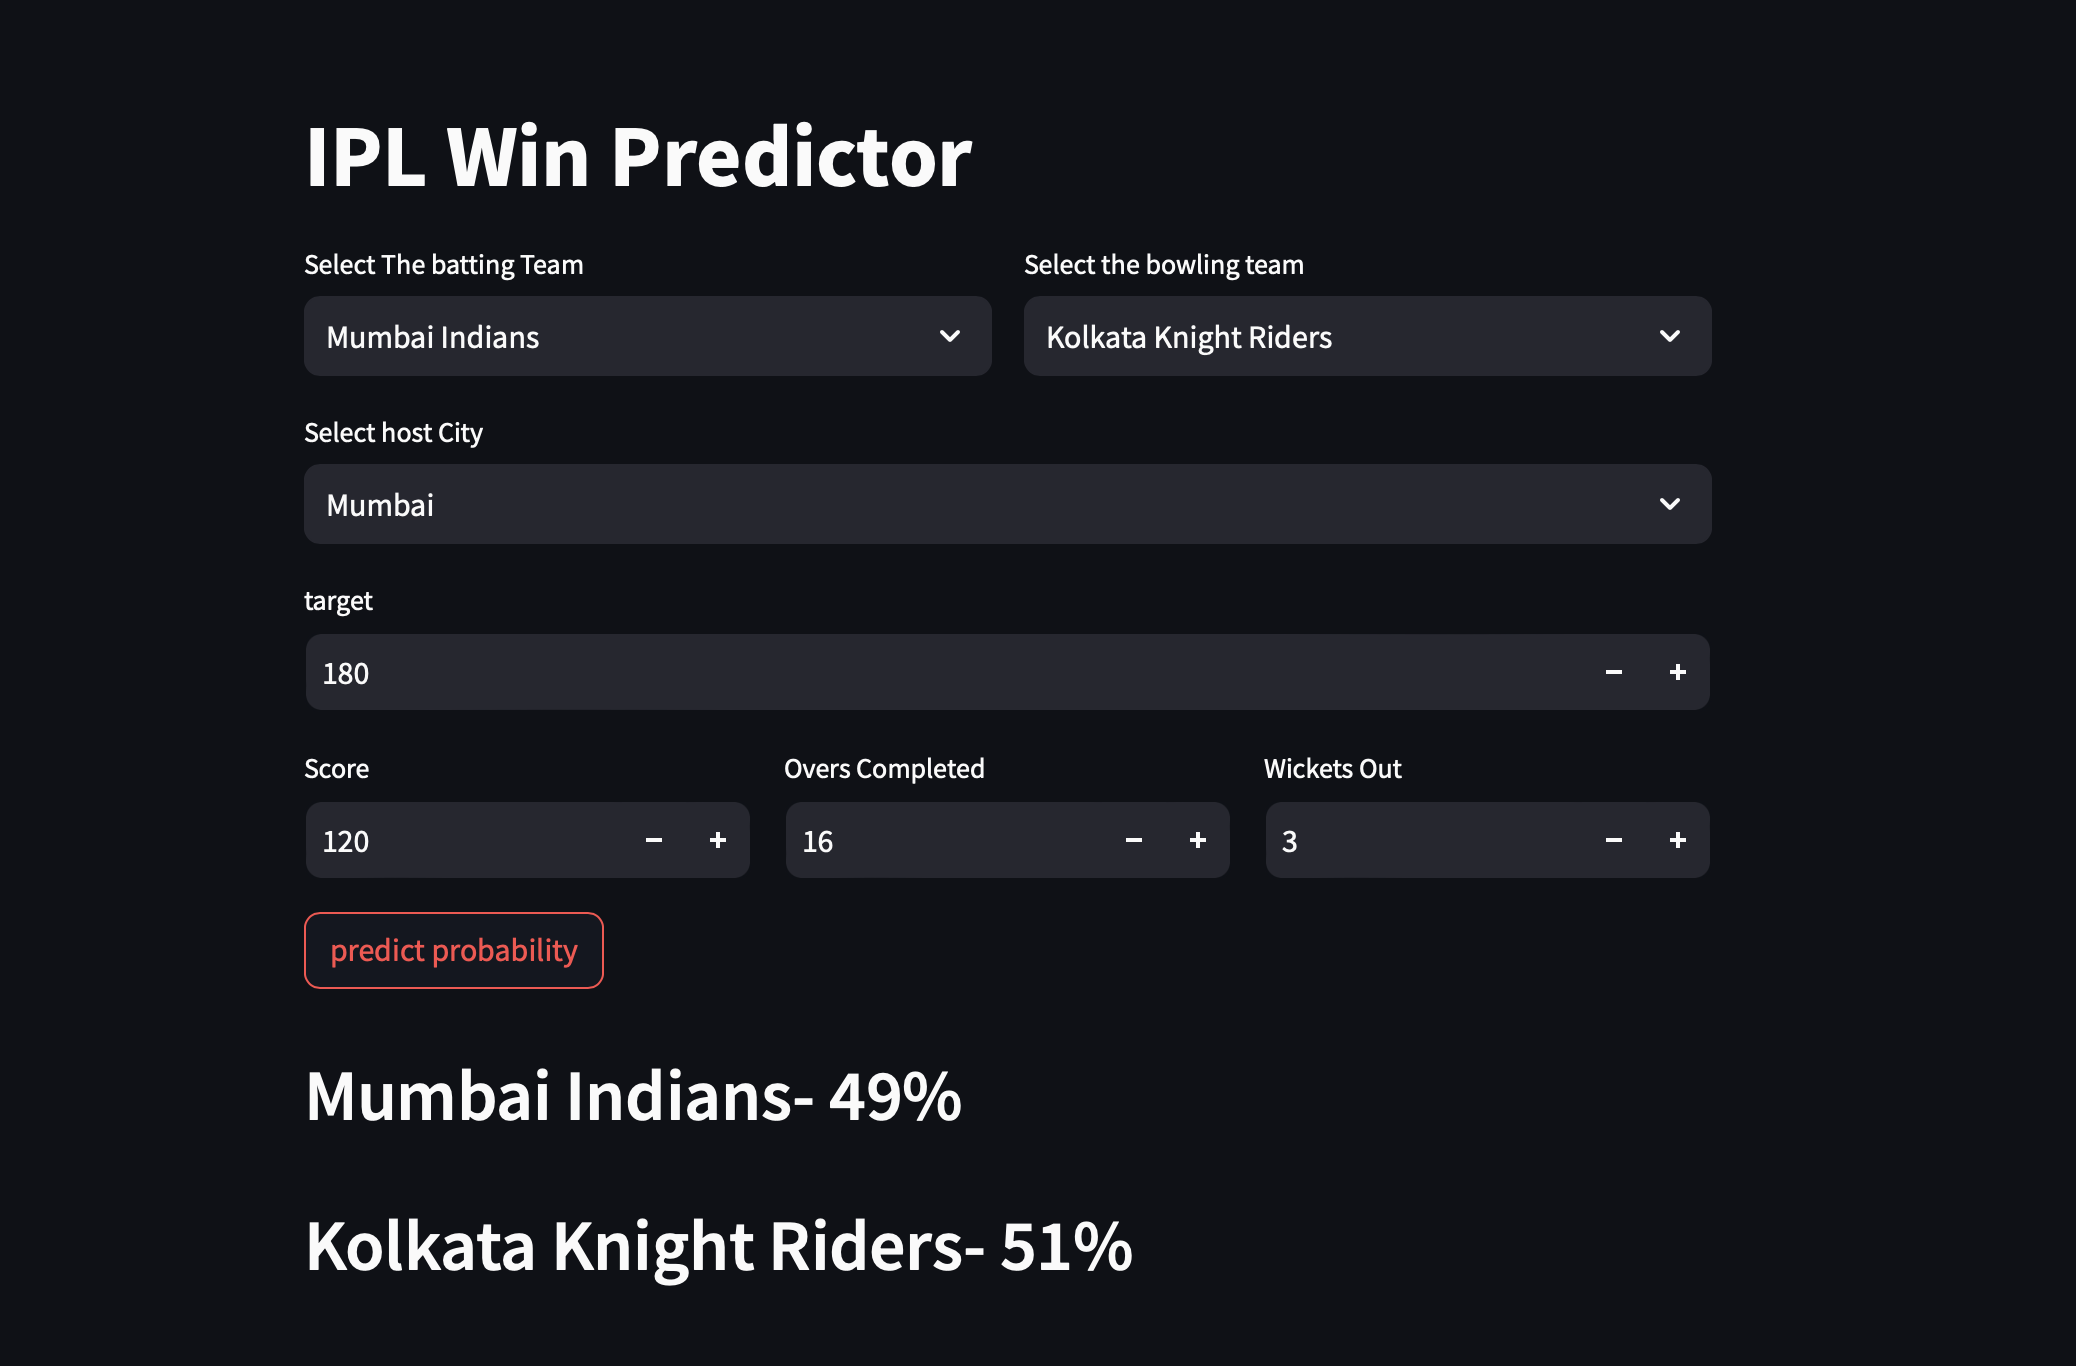 IPL Win Predictor
Select The batting Team
Select the bowling team
Mumbai Indians
Kolkata Knight Riders
Select host City
Mumbai
target
180
Score
Overs Completed
Wickets Out
120
16
3
predict probability
Mumbai Indians- 49%
Kolkata Knight Riders- 51%